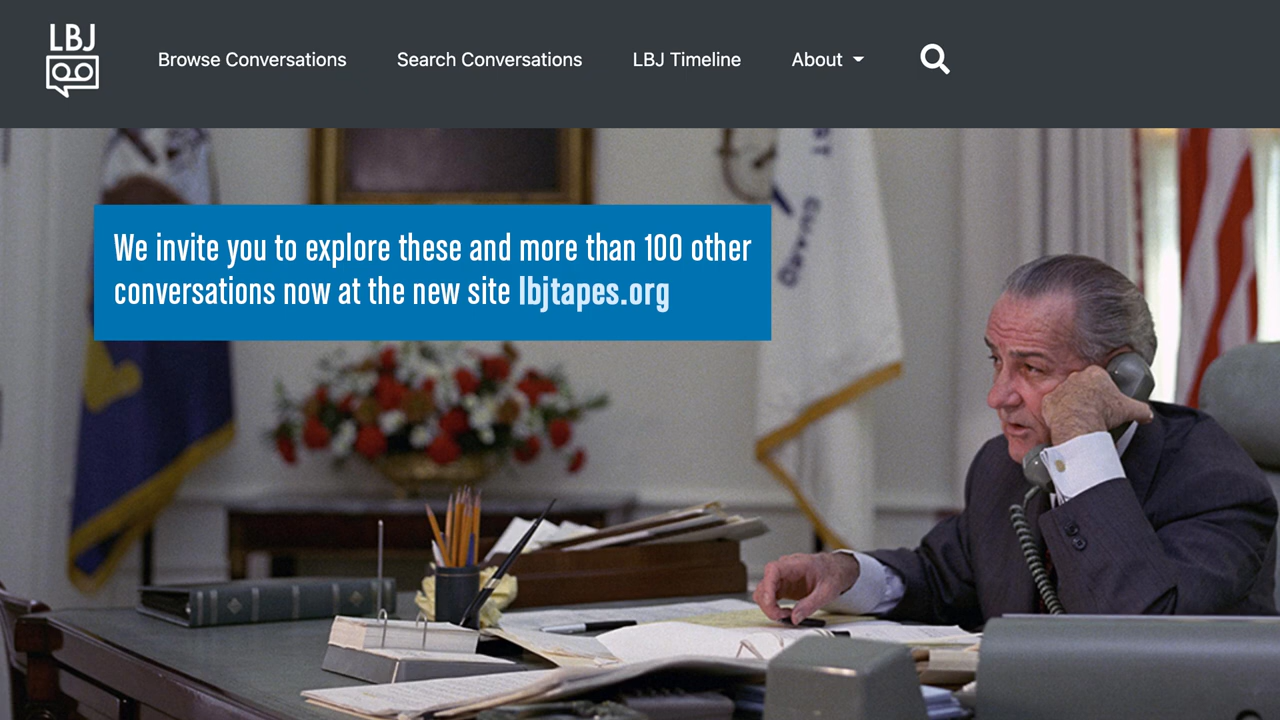 LBJ
Browse Conversations
Search Conversations
LBJ Timeline
About
We invite you to explore these and more than 100 other
conversations now at the new site lbjtapes.org
GUARD